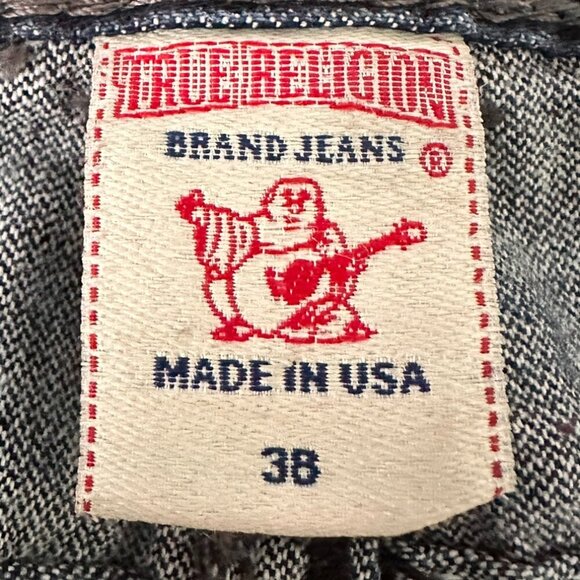 TRUE RELIGION
BRAND JEANS ®
MADE IN USA
38